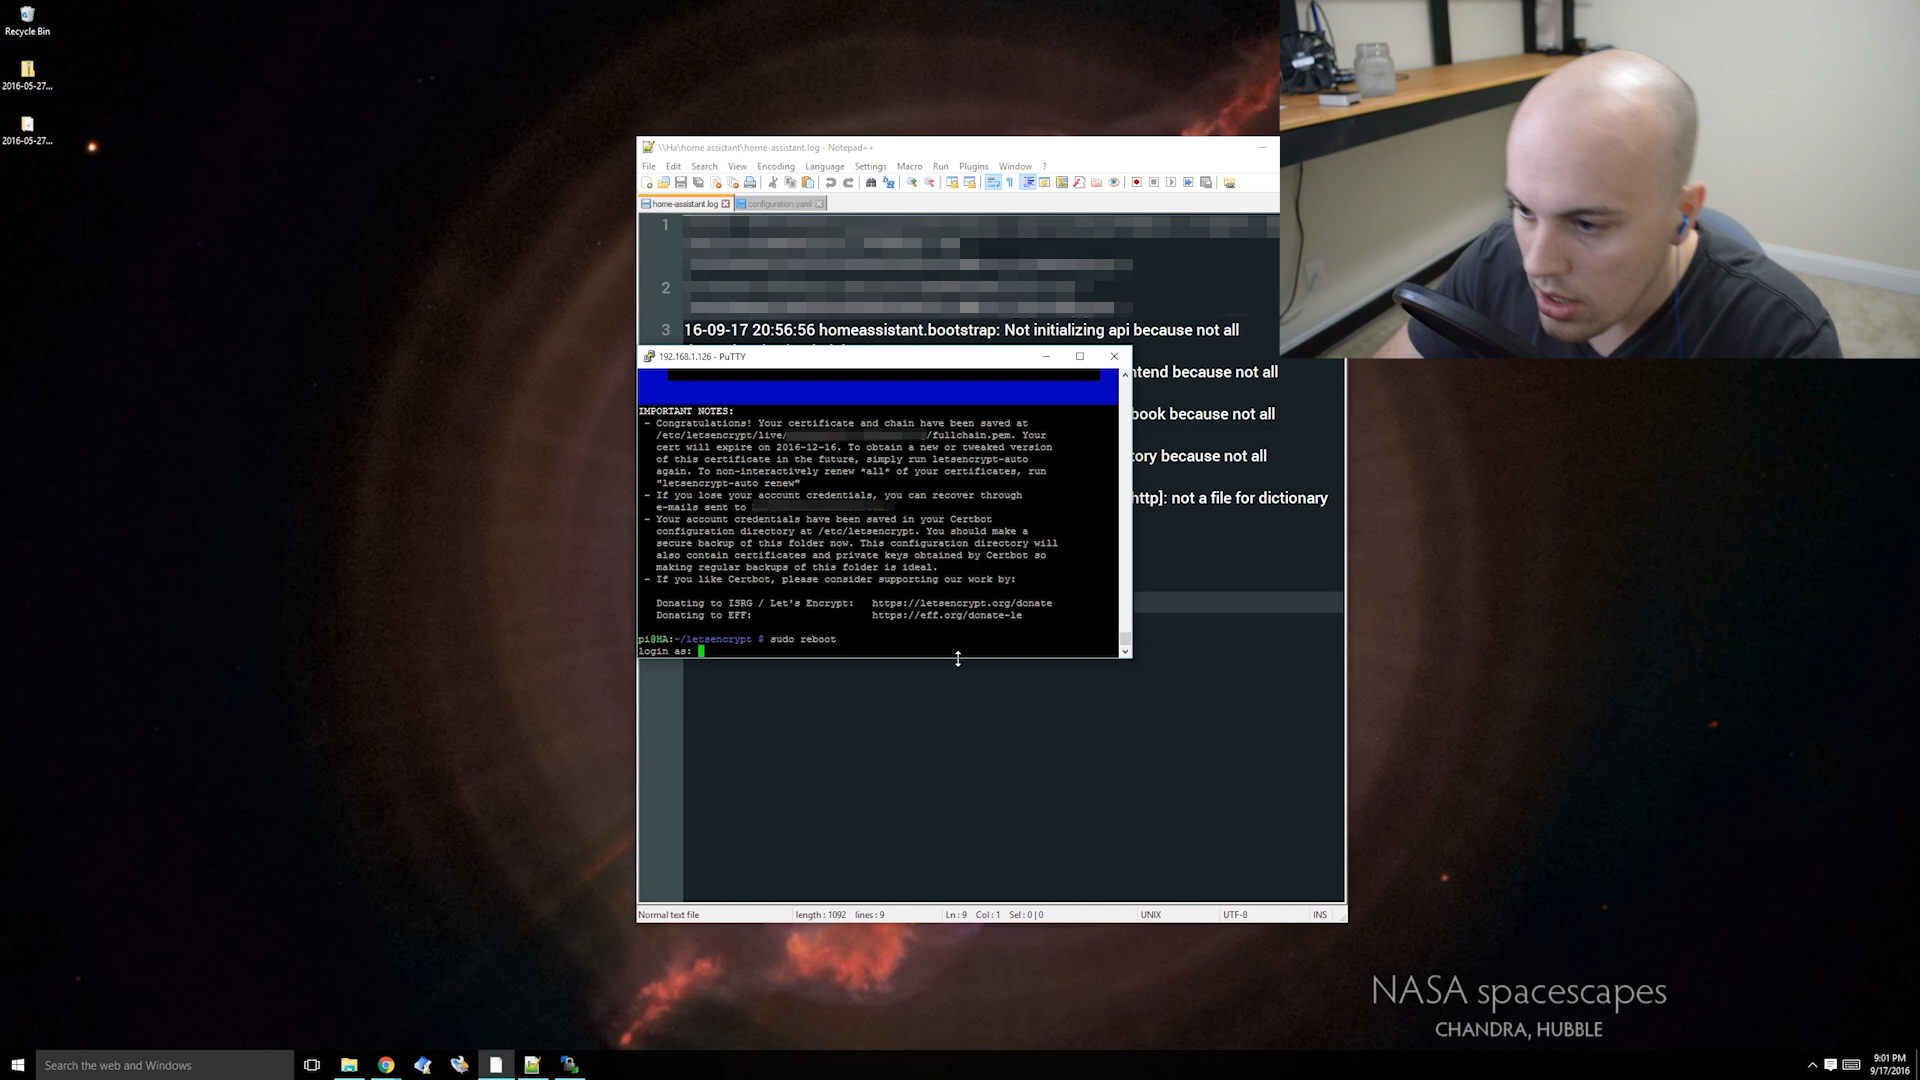 Recycle Bin
2016-05-27...
2016-05-27...
\\Ha\home assistant\home-assistant.log - Notepad++
File Edit Search View Encoding Language Settings Macro Run Plugins Window ?
home-assistant.log configuration.yaml
1
2
3 16-09-17 20:56:56 homeassistant.bootstrap: Not initializing api because not all
192.168.1.126 - PuTTY
ntend because not all
book because not all
tory because not all
http]: not a file for dictionary
IMPORTANT NOTES:
- Congratulations! Your certificate and chain have been saved at
/etc/letsencrypt/live/ /fullchain.pem. Your
cert will expire on 2016-12-16. To obtain a new or tweaked version
of this certificate in the future, simply run letsencrypt-auto
again. To non-interactively renew *all* of your certificates, run
"letsencrypt-auto renew"
- If you lose your account credentials, you can recover through
e-mails sent to
- Your account credentials have been saved in your Certbot
configuration directory at /etc/letsencrypt. You should make a
secure backup of this folder now. This configuration directory will
also contain certificates and private keys obtained by Certbot so
making regular backups of this folder is ideal.
- If you like Certbot, please consider supporting our work by:
Donating to ISRG / Let's Encrypt: https://letsencrypt.org/donate
Donating to EFF: https://eff.org/donate-le
pi@HA:~/letsencrypt $ sudo reboot
login as:
Normal text file length : 1092 lines : 9 Ln : 9 Col : 1 Sel : 0 | 0 UNIX UTF-8 INS
NASA spacescapes
CHANDRA, HUBBLE
Search the web and Windows
9:01 PM
9/17/2016